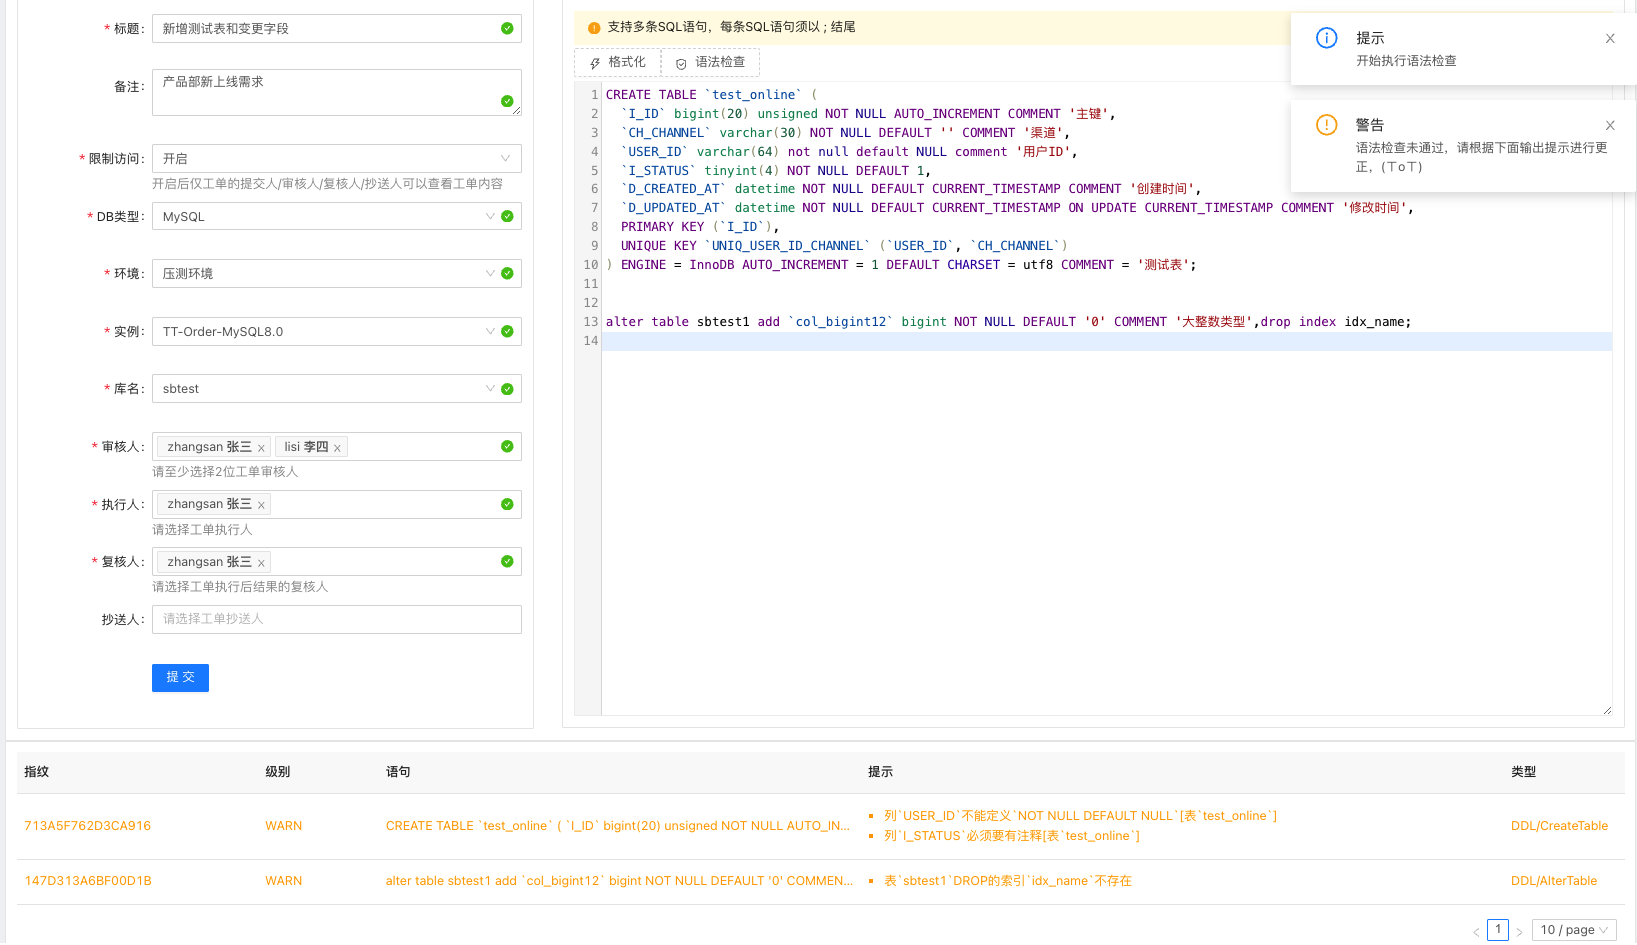 * 标题: 新增测试表和变更字段
备注: 产品部新上线需求
* 限制访问: 开启
开启后仅工单的提交人/审核人/复核人/抄送人可以查看工单内容
* DB类型: MySQL
* 环境: 压测环境
* 实例: TT-Order-MySQL8.0
* 库名: sbtest
* 审核人: zhangsan 张三 × lisi 李四 ×
请至少选择2位工单审核人
* 执行人: zhangsan 张三 ×
请选择工单执行人
* 复核人: zhangsan 张三 ×
请选择工单执行后结果的复核人
抄送人: 请选择工单抄送人
提 交
支持多条SQL语句，每条SQL语句须以 ; 结尾
格式化 语法检查
1 CREATE TABLE `test_online` (
2 `I_ID` bigint(20) unsigned NOT NULL AUTO_INCREMENT COMMENT '主键',
3 `CH_CHANNEL` varchar(30) NOT NULL DEFAULT '' COMMENT '渠道',
4 `USER_ID` varchar(64) not null default NULL comment '用户ID',
5 `I_STATUS` tinyint(4) NOT NULL DEFAULT 1,
6 `D_CREATED_AT` datetime NOT NULL DEFAULT CURRENT_TIMESTAMP COMMENT '创建时间',
7 `D_UPDATED_AT` datetime NOT NULL DEFAULT CURRENT_TIMESTAMP ON UPDATE CURRENT_TIMESTAMP COMMENT '修改时间',
8 PRIMARY KEY (`I_ID`),
9 UNIQUE KEY `UNIQ_USER_ID_CHANNEL` (`USER_ID`, `CH_CHANNEL`)
10 ) ENGINE = InnoDB AUTO_INCREMENT = 1 DEFAULT CHARSET = utf8 COMMENT = '测试表';
11
12
13 alter table sbtest1 add `col_bigint12` bigint NOT NULL DEFAULT '0' COMMENT '大整数类型',drop index idx_name;
14
提示
开始执行语法检查
警告
语法检查未通过，请根据下面输出提示进行更
正，(ㄒoㄒ)
指纹 级别 语句 提示 类型
713A5F762D3CA916 WARN CREATE TABLE `test_online` ( `I_ID` bigint(20) unsigned NOT NULL AUTO_IN... 列`USER_ID`不能定义`NOT NULL DEFAULT NULL`[表`test_online`] DDL/CreateTable
列`I_STATUS`必须要有注释[表`test_online`]
147D313A6BF00D1B WARN alter table sbtest1 add `col_bigint12` bigint NOT NULL DEFAULT '0' COMMEN... 表`sbtest1`DROP的索引`idx_name`不存在 DDL/AlterTable
< 1 > 10 / page